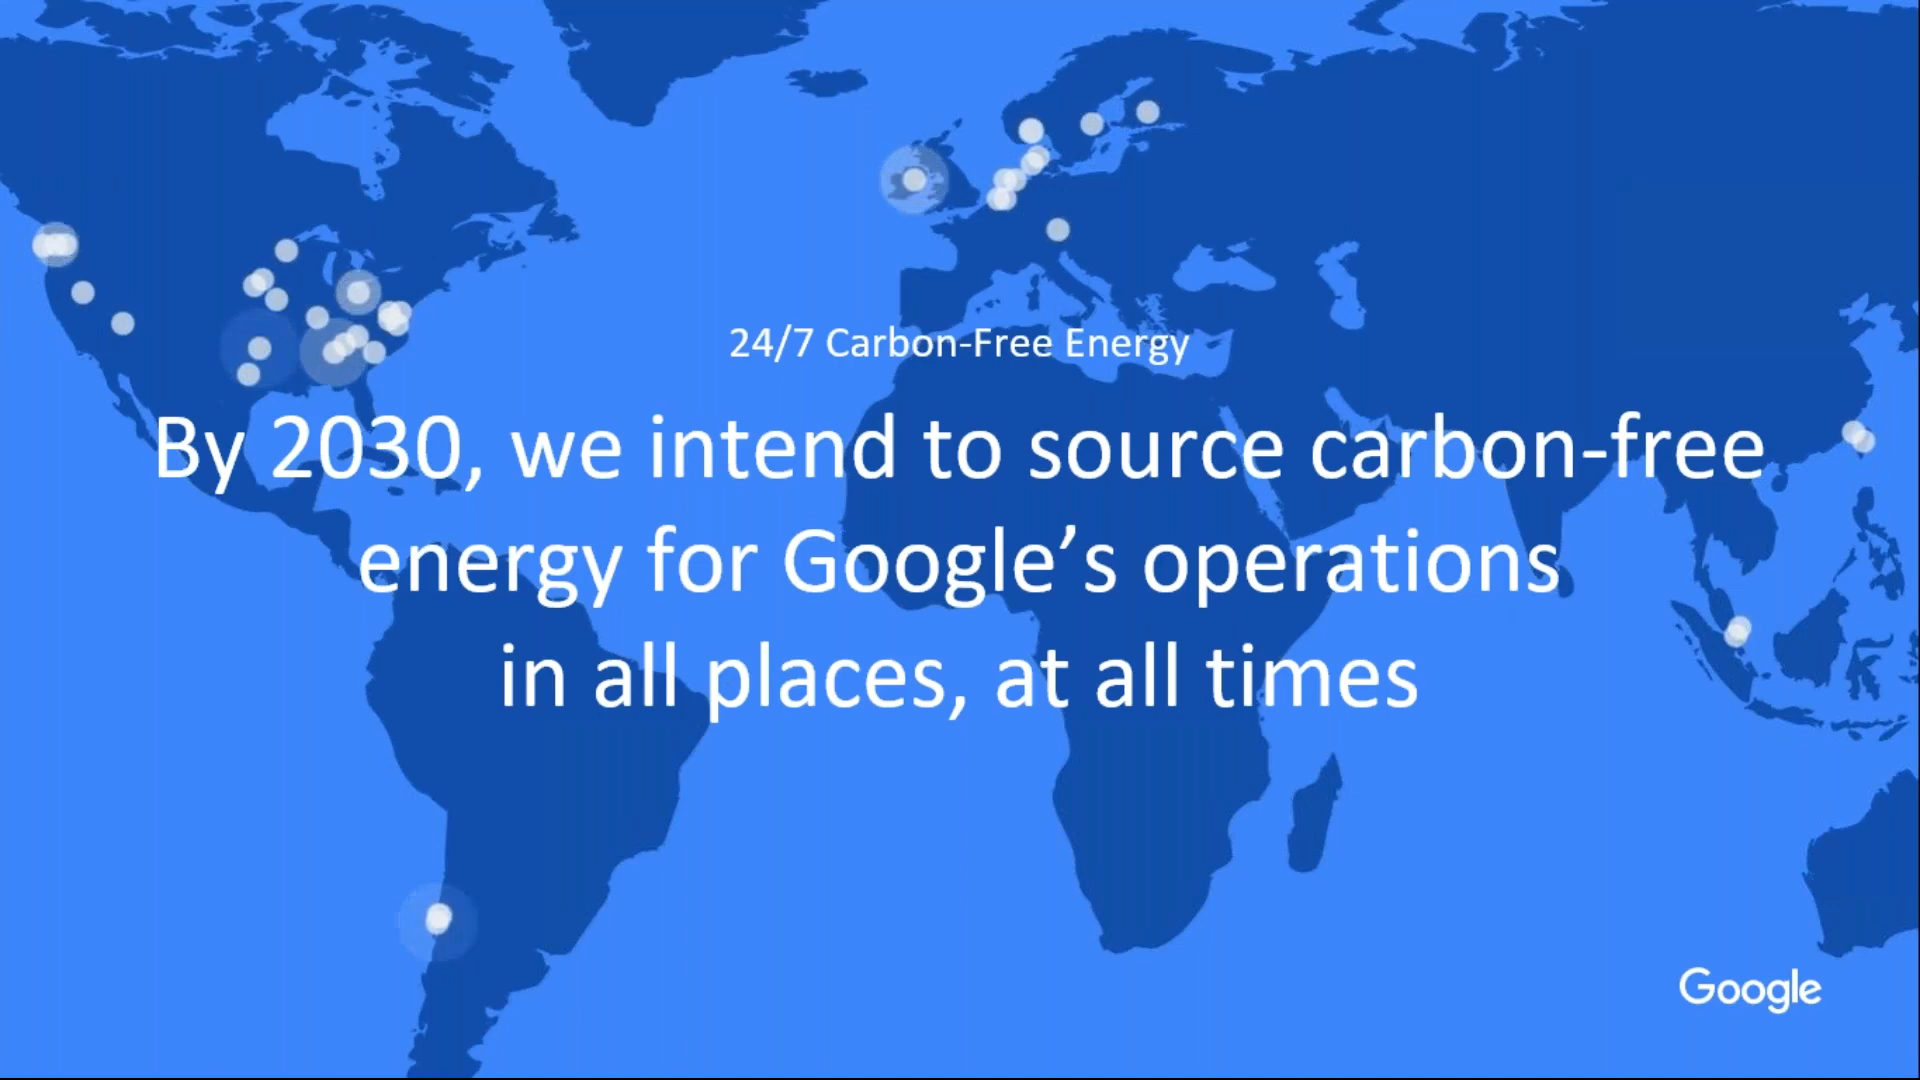 24/7 Carbon-Free Energy
By 2030, we intend to source carbon-free
energy for Google’s operations
in all places, at all times
Google